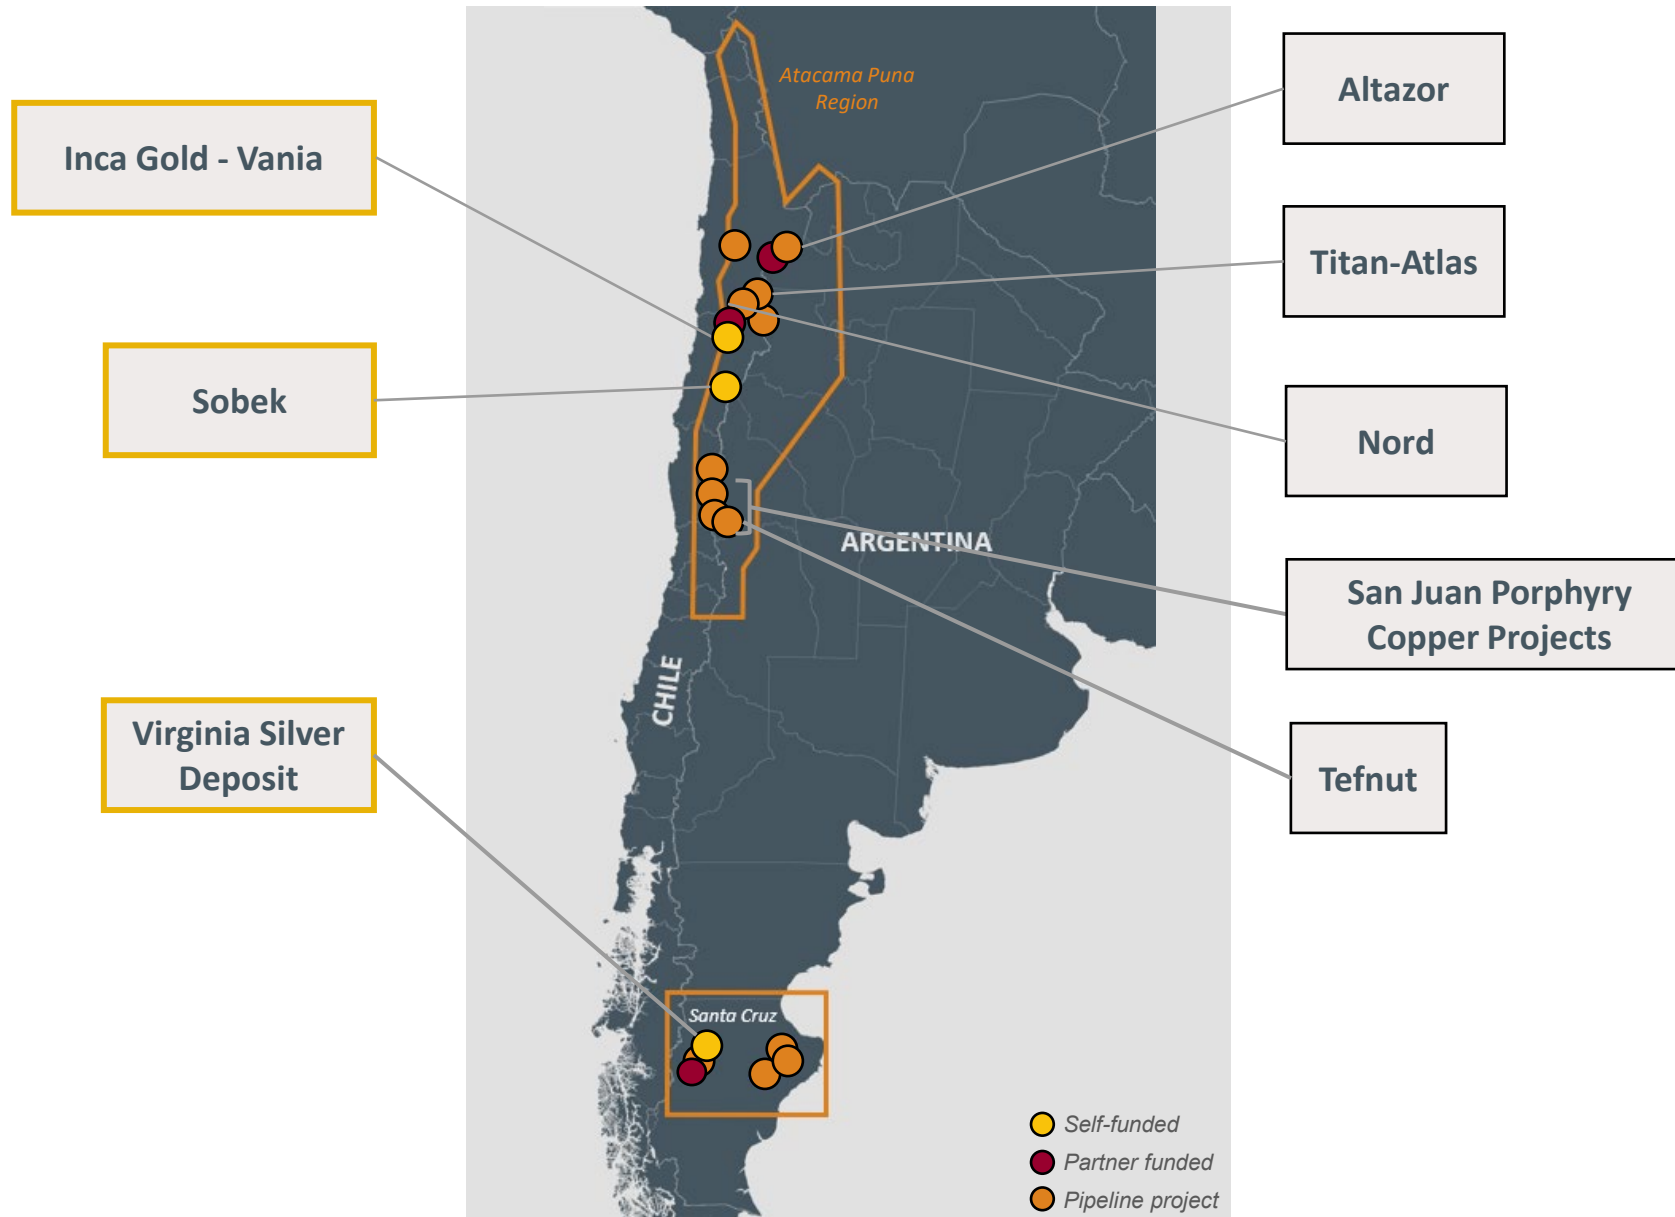 Atacama Puna
Region
Inca Gold - Vania
Sobek
Virginia Silver
Deposit
Altazor
Titan-Atlas
Nord
San Juan Porphyry
Copper Projects
Tefnut
ARGENTINA
CHILE
Santa Cruz
Self-funded
Partner funded
Pipeline project